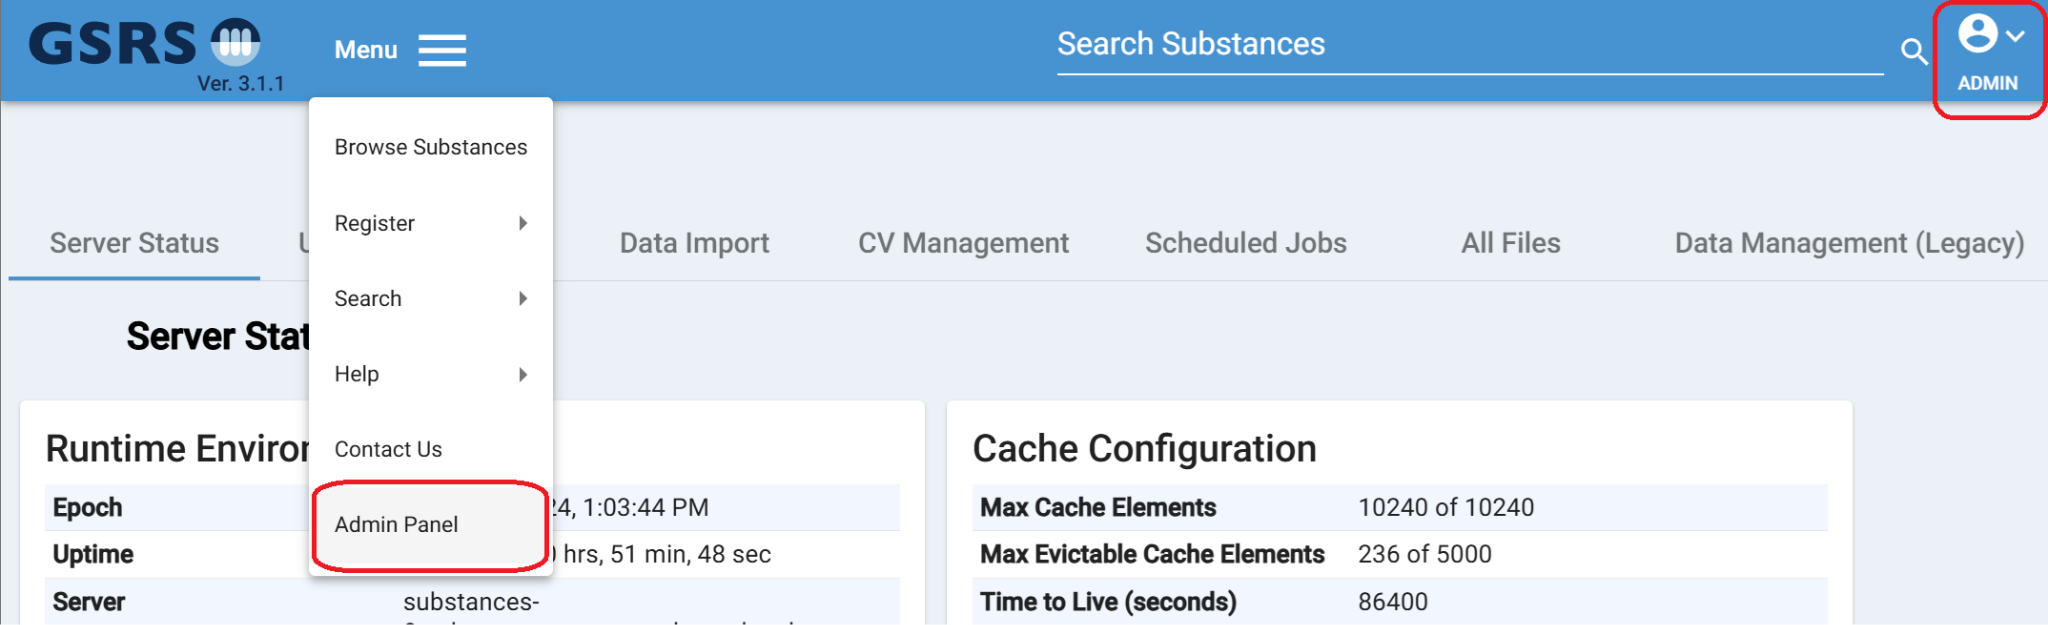 GSRS
Ver. 3.1.1
Menu
Search Substances
ADMIN
Browse Substances
Register
Search
Help
Contact Us
Admin Panel
Server Status
Data Import
CV Management
Scheduled Jobs
All Files
Data Management (Legacy)
Server
Runtime
Epoch 24, 1:03:44 PM
Uptime hrs, 51 min, 48 sec
Server substances-
Cache Configuration
Max Cache Elements 10240 of 10240
Max Evictable Cache Elements 236 of 5000
Time to Live (seconds) 86400